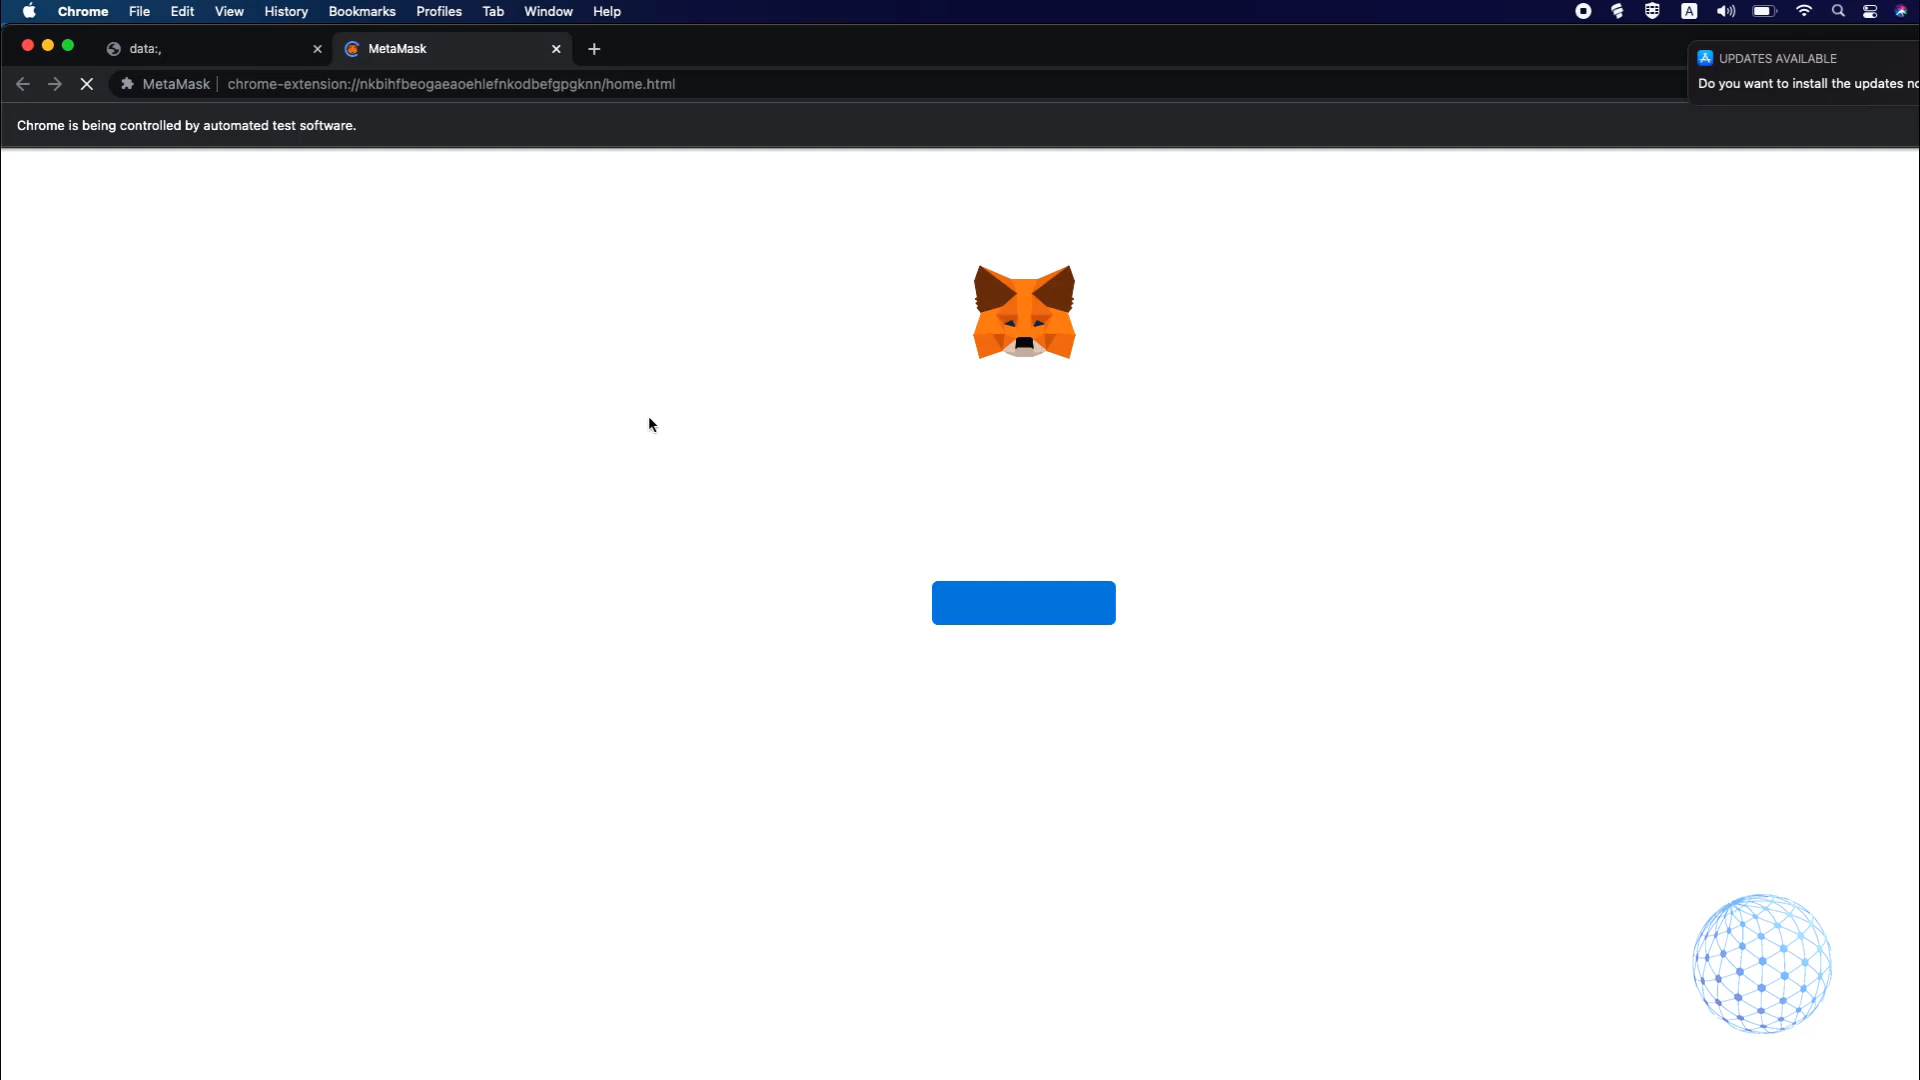 Chrome File Edit View History Bookmarks Profiles Tab Window Help
A
data:,
MetaMask
UPDATES AVAILABLE
MetaMask chrome-extension://nkbihfbeogaeaoehlefnkodbefgpgknn/home.html
Do you want to install the updates no
Chrome is being controlled by automated test software.